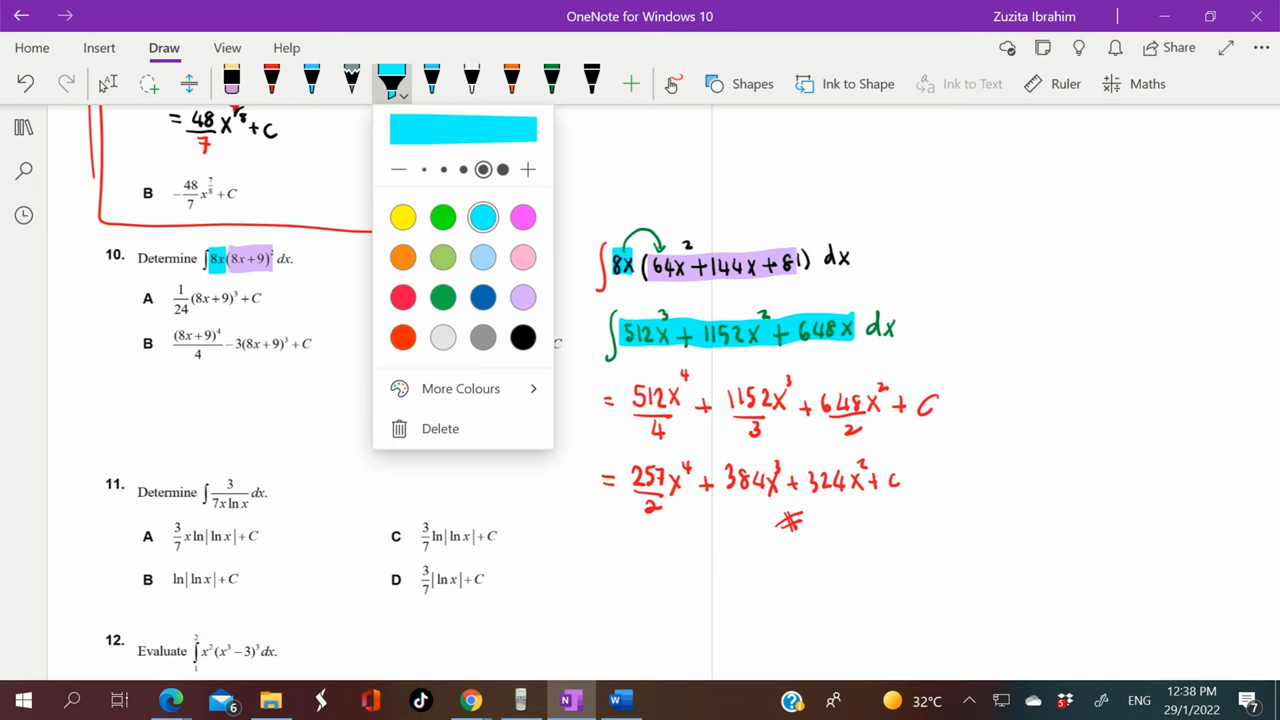 OneNote for Windows 10
Zuzita Ibrahim
Home Insert Draw View Help
Share
Shapes Ink to Shape Ink to Text Ruler Maths
= 48/7 x^7/8 + C
B −48/7 x^7/8 + C
10. Determine ∫8x(8x+9)² dx.
A 1/24 (8x+9)³ + C
B (8x+9)⁴/4 − 3(8x+9)³ + C
C
More Colours
Delete
∫ 8x (64x² + 144x + 81) dx
∫ 512x³ + 1152x² + 648x dx
= 512x⁴/4 + 1152x³/3 + 648x²/2 + C
= 257/2 x⁴ + 384x³ + 324x² + C
11. Determine ∫ 3/(7x ln x) dx.
A 3/7 x ln| ln x| + C
C 3/7 ln| ln x| + C
B ln| ln x| + C
D 3/7 | ln x| + C
12. Evaluate ∫₁² x²(x³ − 3)³ dx.
6
32°C
5
ENG
12:38 PM
29/1/2022
7